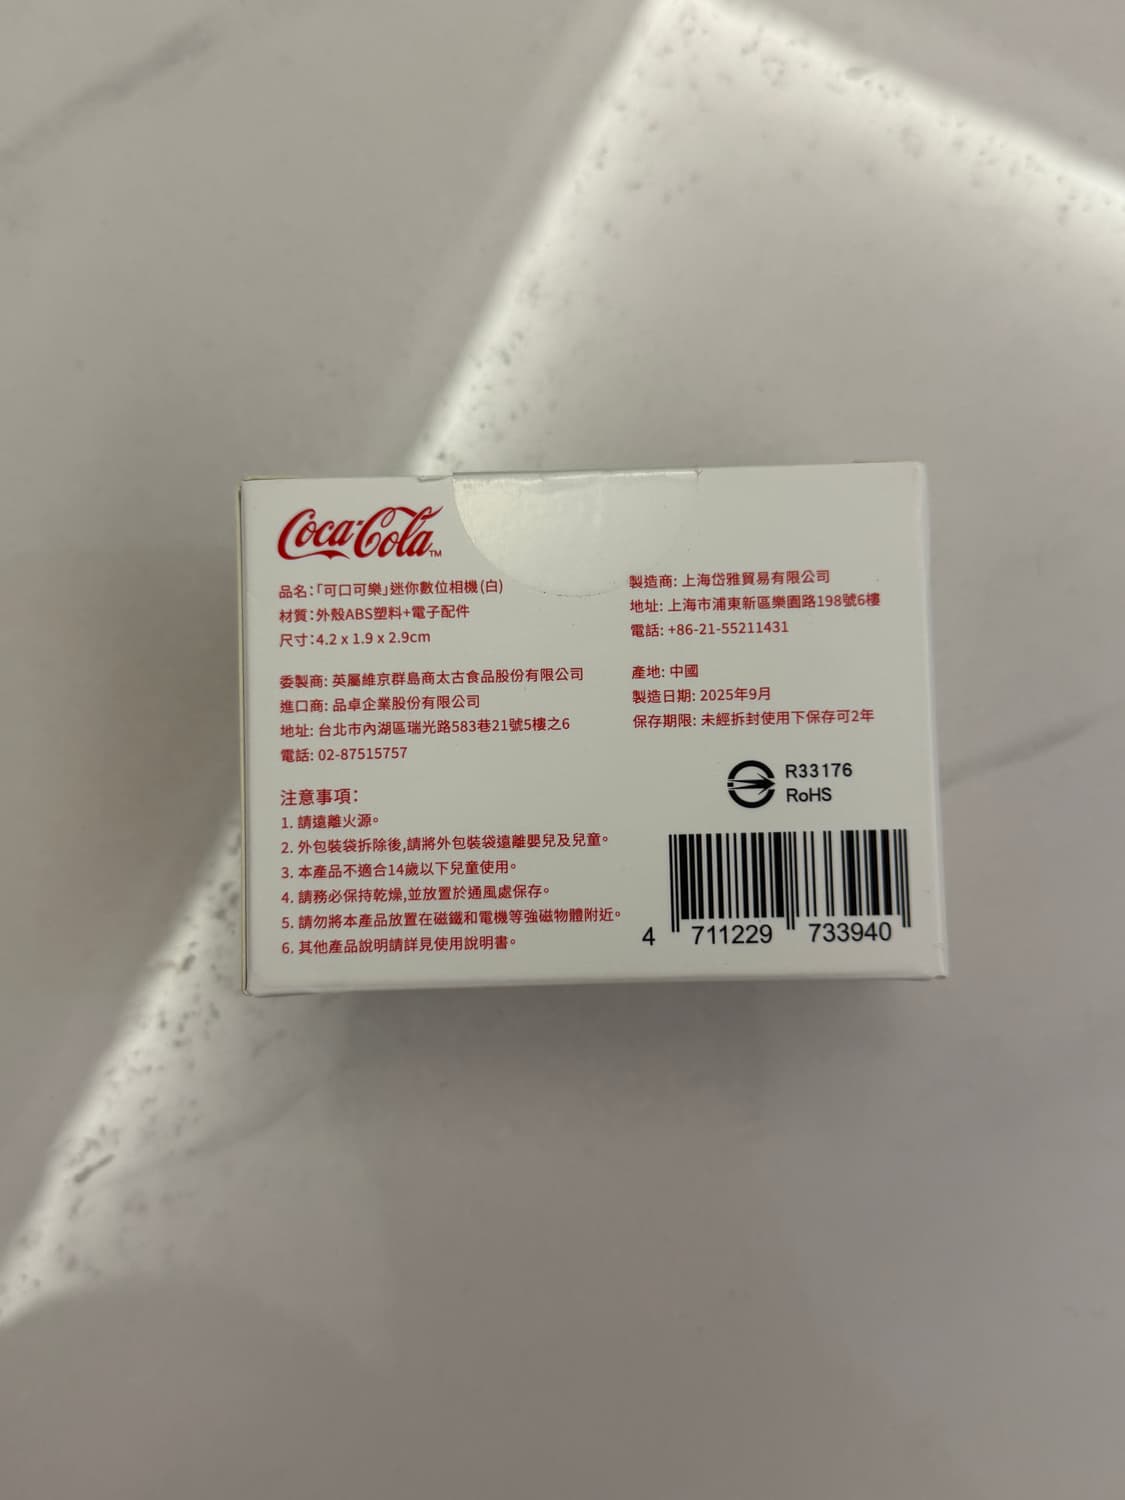 Coca-Cola™
品名:「可口可樂」迷你數位相機(白)
材質:外殼ABS塑料+電子配件
尺寸:4.2 x 1.9 x 2.9cm
委製商: 英屬維京群島商太古食品股份有限公司
進口商: 品卓企業股份有限公司
地址: 台北市內湖區瑞光路583巷21號5樓之6
電話: 02-87515757
注意事項:
1. 請遠離火源。
2. 外包裝袋拆除後,請將外包裝袋遠離嬰兒及兒童。
3. 本產品不適合14歲以下兒童使用。
4. 請務必保持乾燥,並放置於通風處保存。
5. 請勿將本產品放置在磁鐵和電機等強磁物體附近。
6. 其他產品說明請詳見使用說明書。
製造商: 上海岱雅貿易有限公司
地址: 上海市浦東新區樂園路198號6樓
電話: +86-21-55211431
產地: 中國
製造日期: 2025年9月
保存期限: 未經拆封使用下保存可2年
R33176
RoHS
4 711229 733940